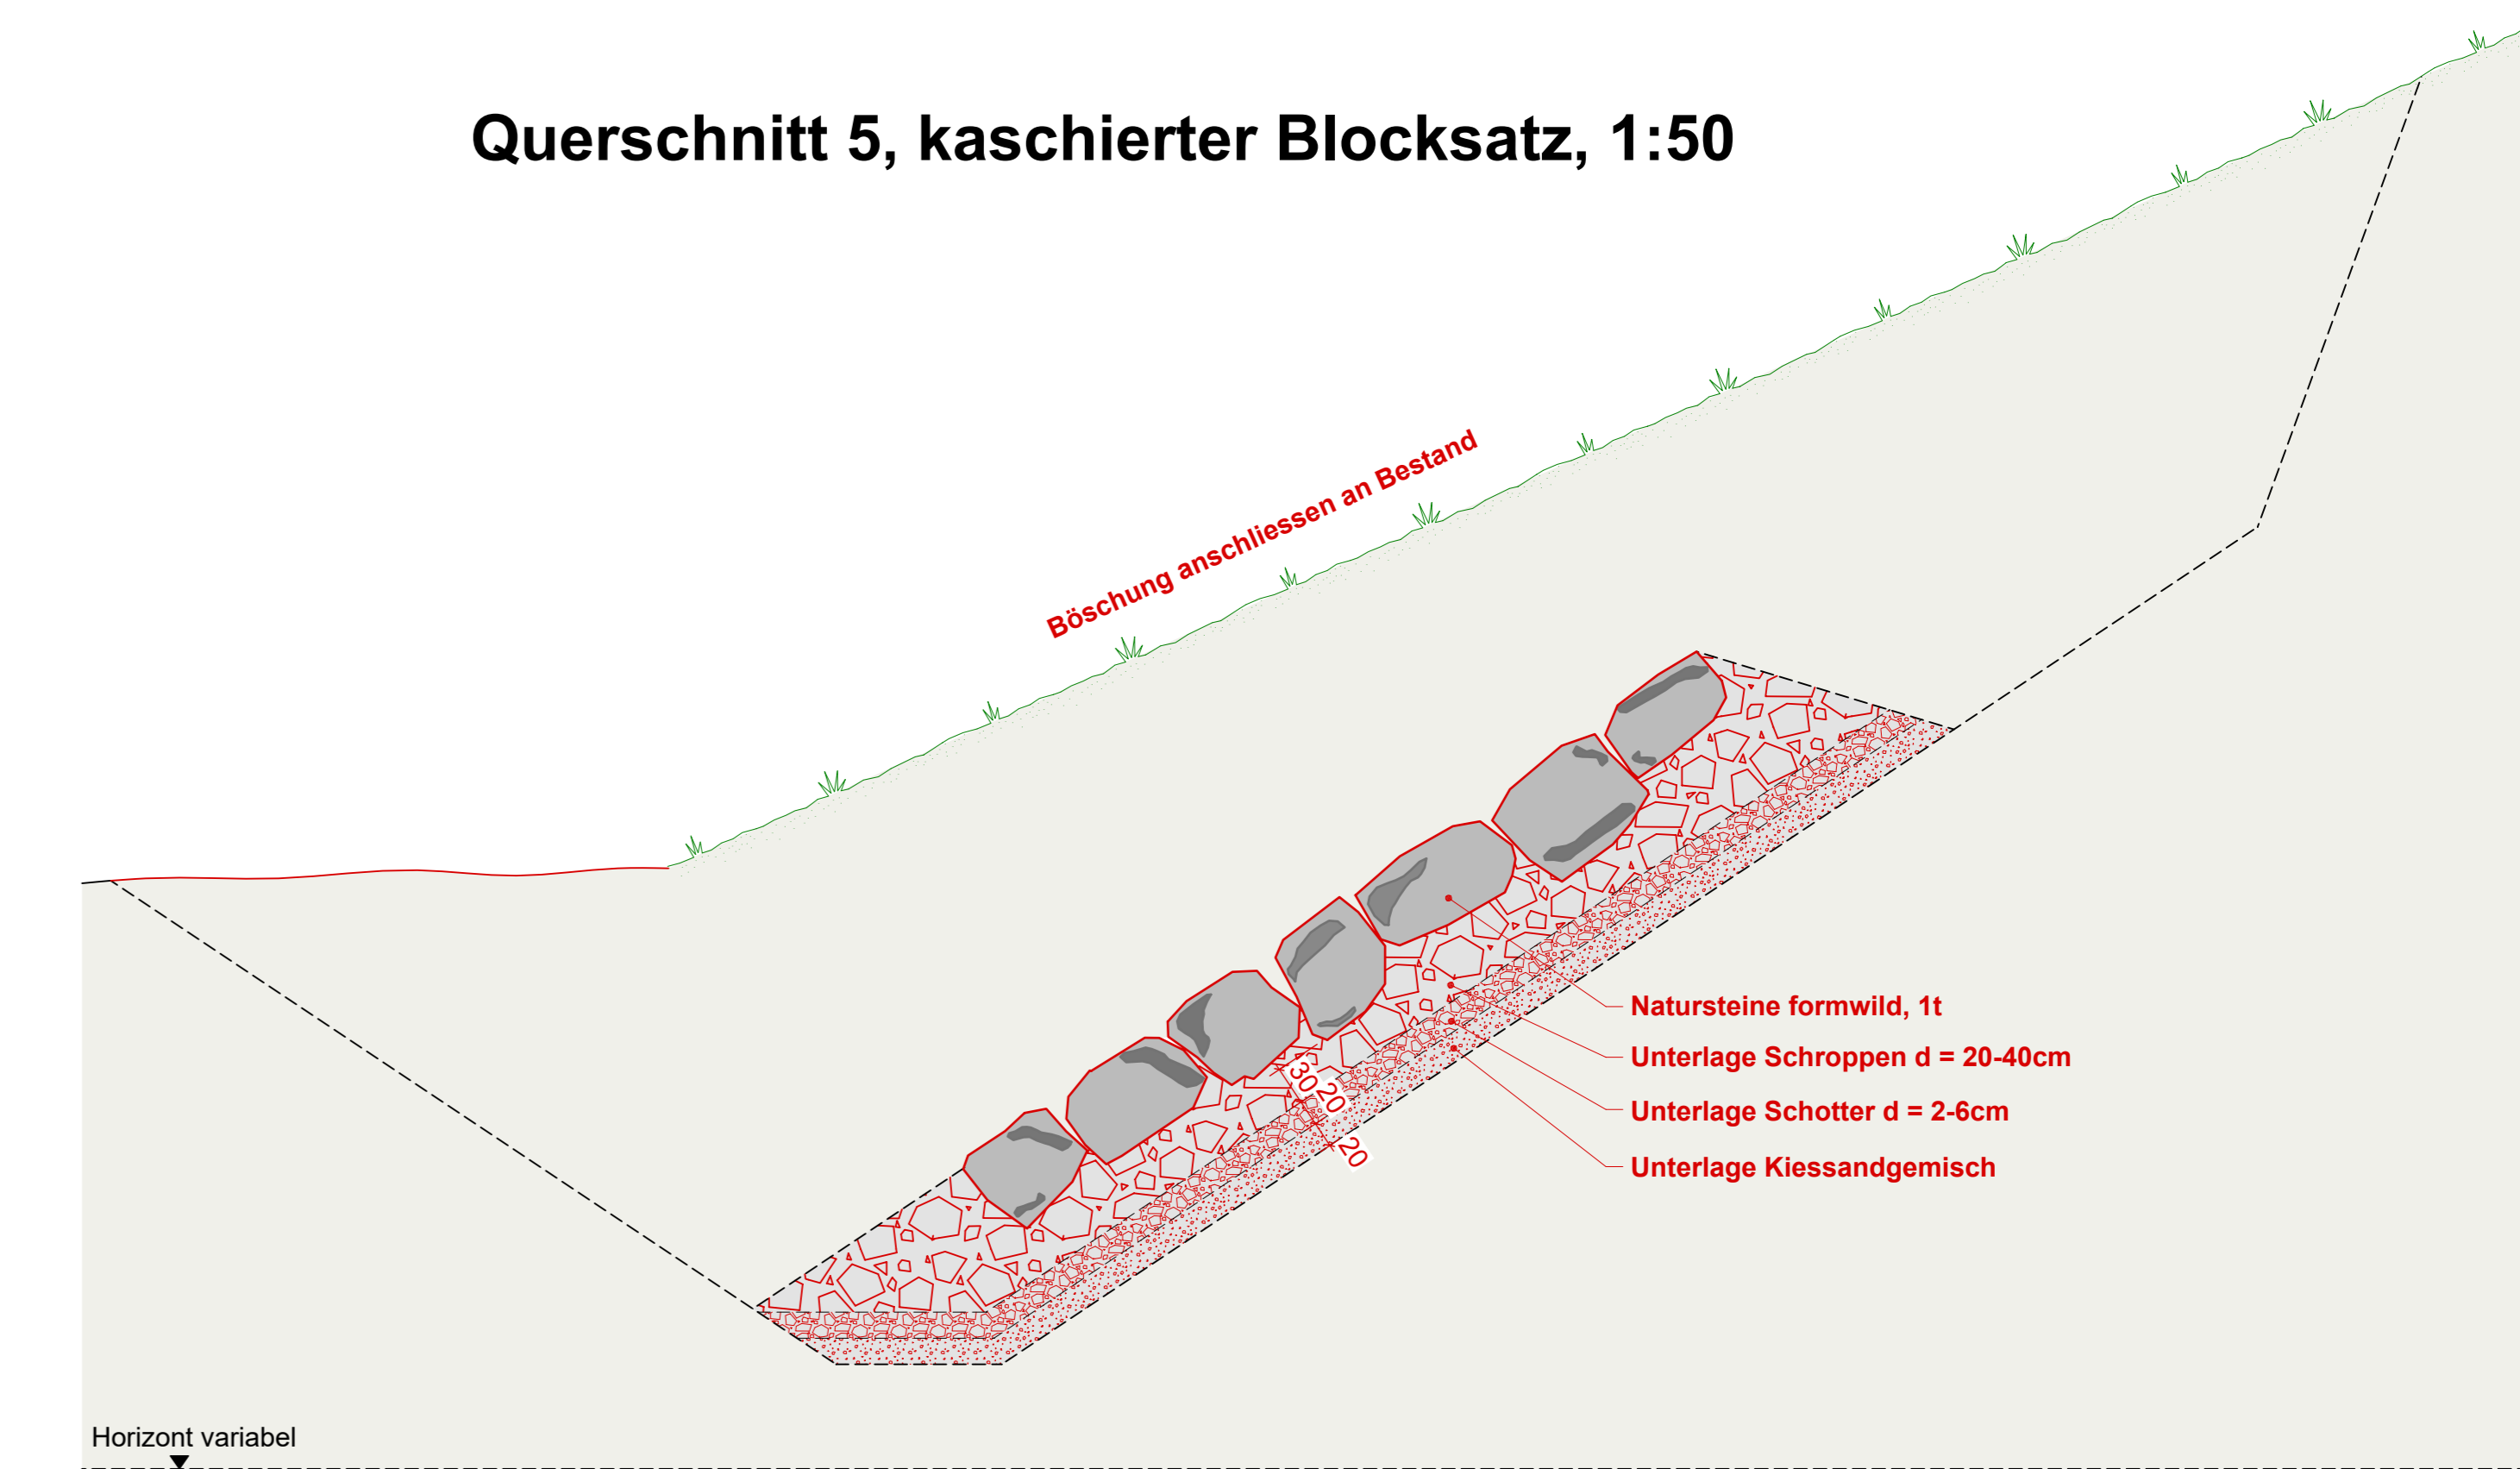 Querschnitt 5, kaschierter Blocksatz, 1:50
Böschung anschliessen an Bestand
Natursteine formwild, 1t
Unterlage Schroppen d = 20-40cm
30
20
Unterlage Schotter d = 2-6cm
20
Unterlage Kiessandgemisch
Horizont variabel